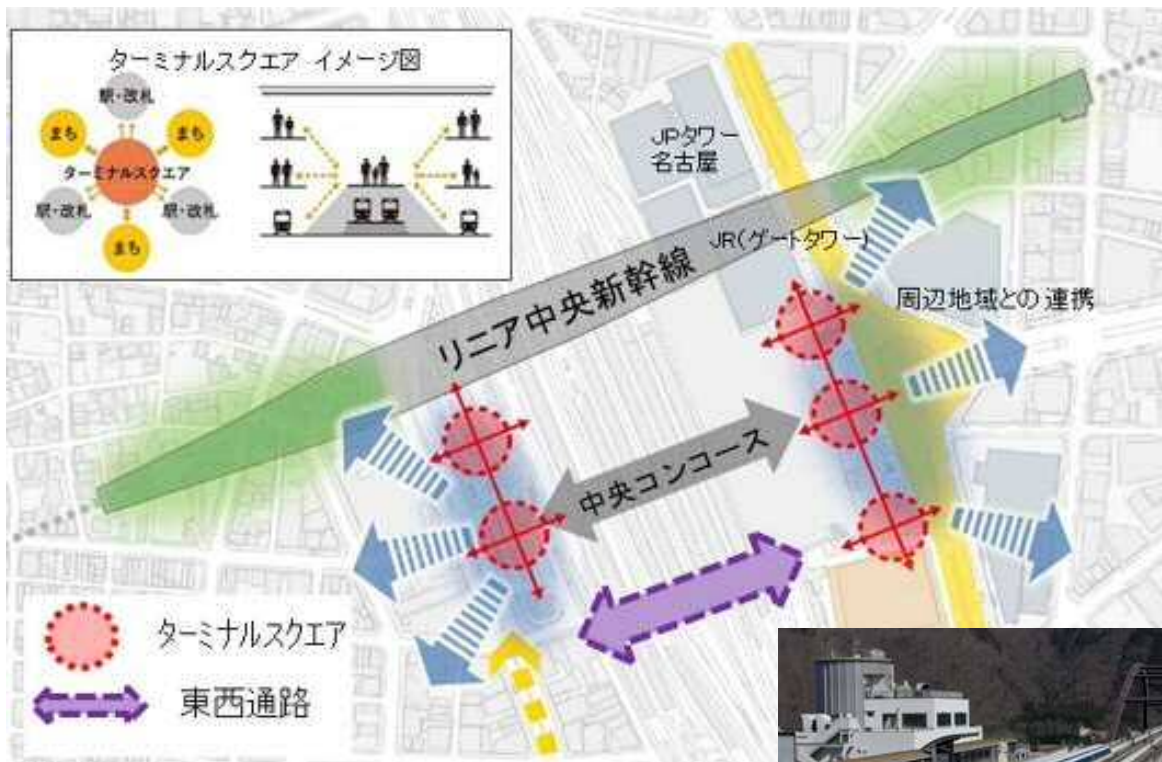 ターミナルスクエア イメージ図
駅・改札
まち
まち
ターミナルスクエア
駅・改札
駅・改札
まち
JPタワー
名古屋
JR(ゲートタワー)
リニア中央新幹線
周辺地域との連携
中央コンコース
ターミナルスクエア
東西通路